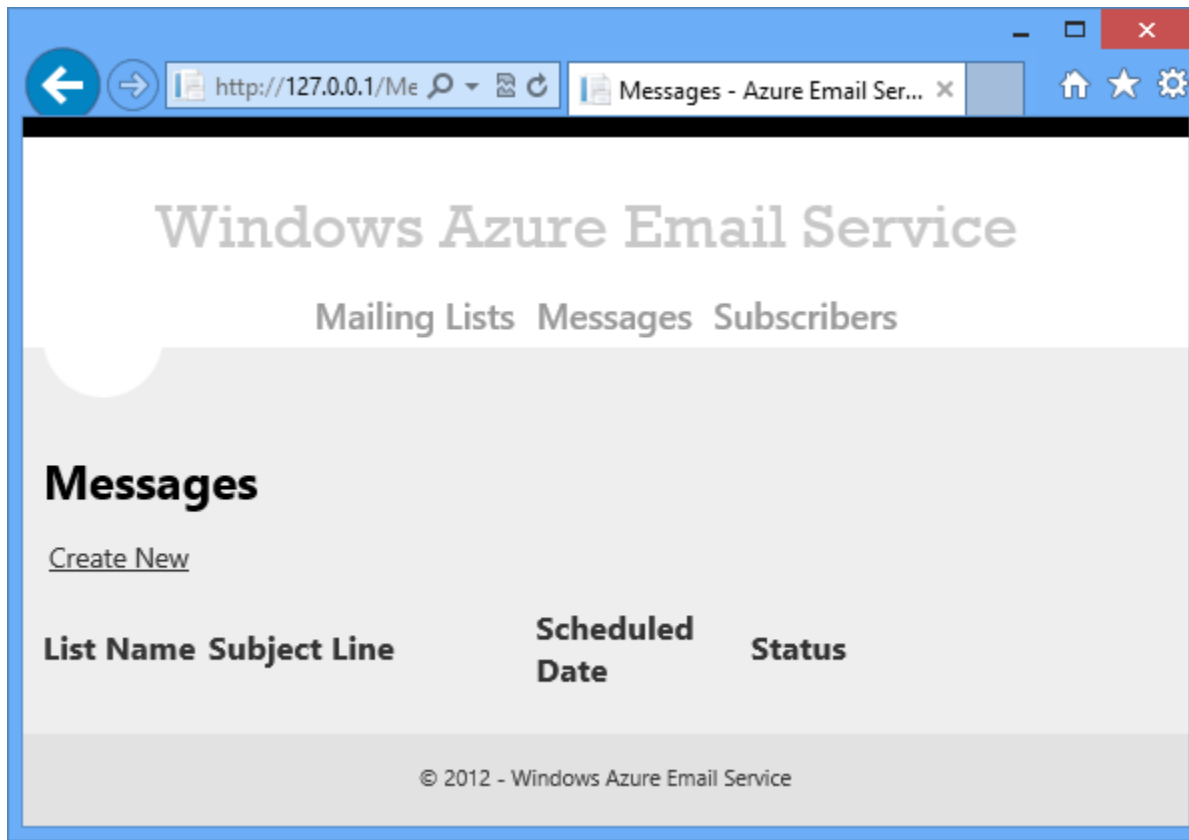 http://127.0.0.1/Me
Messages - Azure Email Ser...
Windows Azure Email Service
Mailing Lists Messages Subscribers
Messages
Create New
List Name Subject Line Scheduled Date Status
© 2012 - Windows Azure Email Service